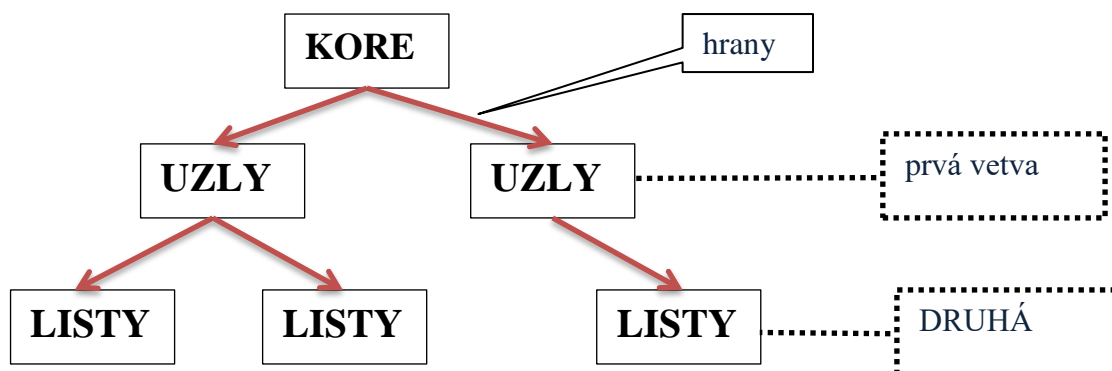 KORE
hrany
UZLY
UZLY
prvá vetva
LISTY
LISTY
LISTY
DRUHÁ